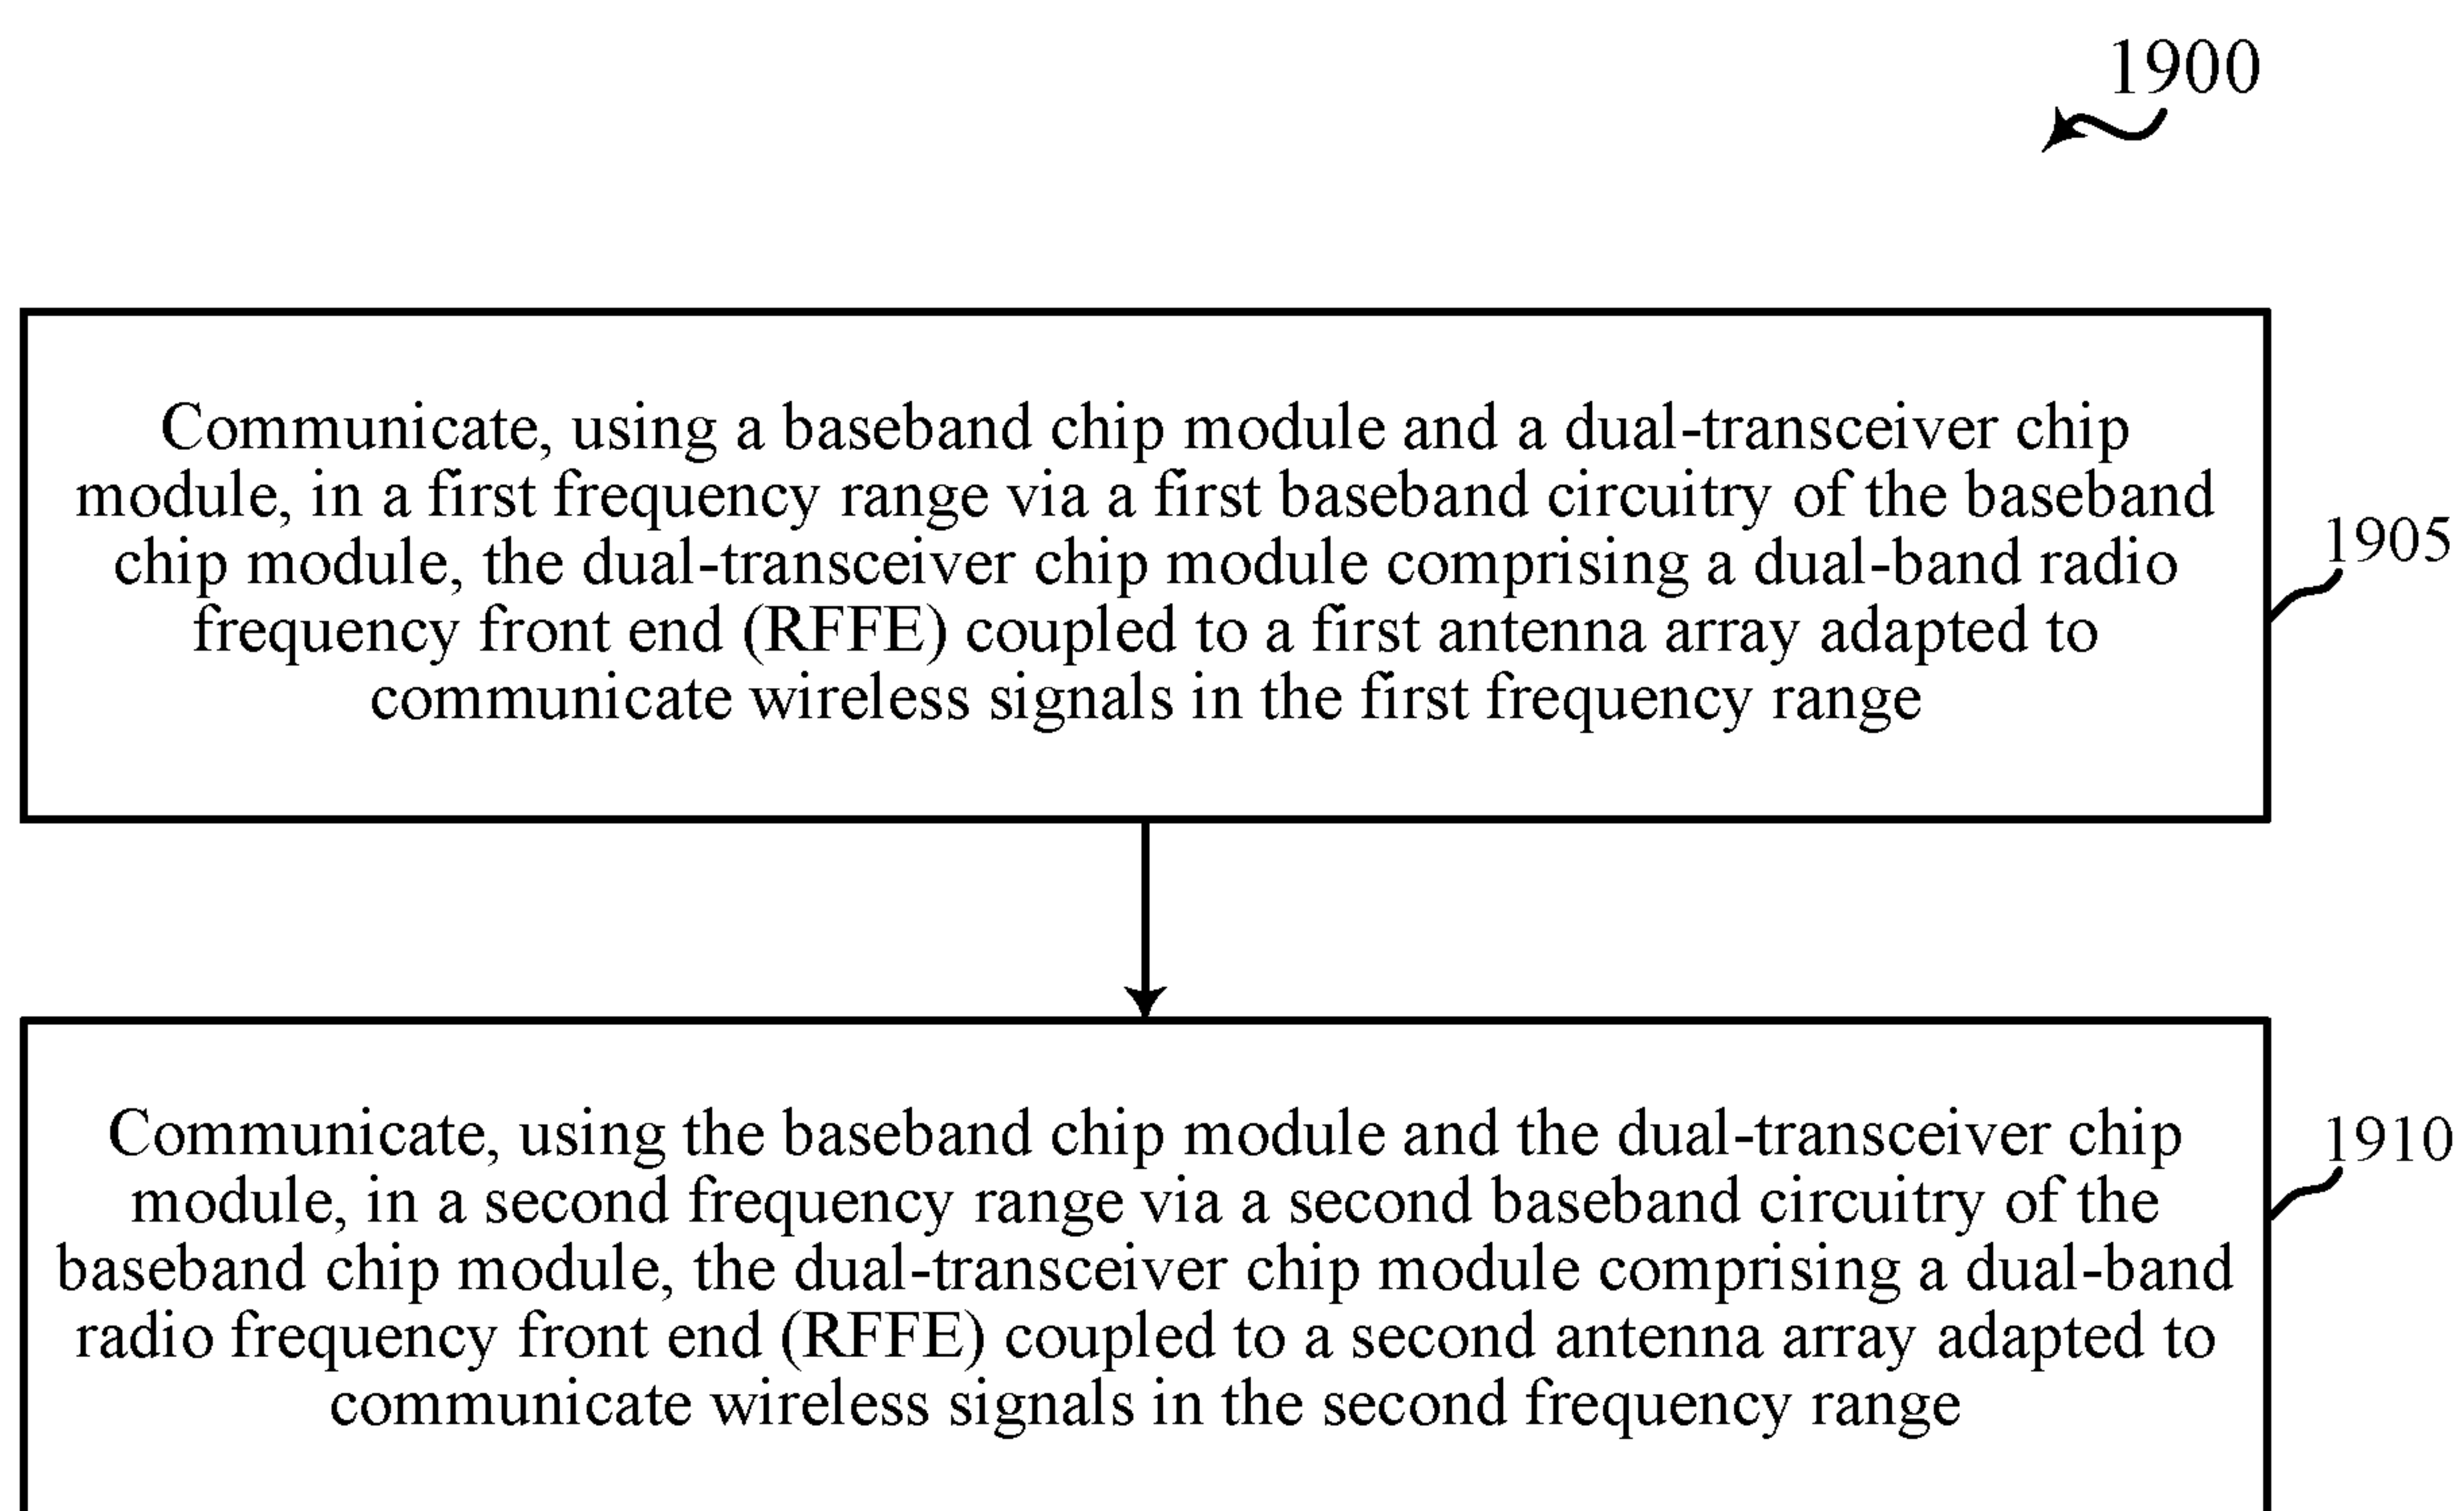 1900
Communicate, using a baseband chip module and a dual-transceiver chip
module, in a first frequency range via a first baseband circuitry of the baseband
chip module, the dual-transceiver chip module comprising a dual-band radio
frequency front end (RFFE) coupled to a first antenna array adapted to
communicate wireless signals in the first frequency range
1905
Communicate, using the baseband chip module and the dual-transceiver chip
module, in a second frequency range via a second baseband circuitry of the
baseband chip module, the dual-transceiver chip module comprising a dual-band
radio frequency front end (RFFE) coupled to a second antenna array adapted to
communicate wireless signals in the second frequency range
1910